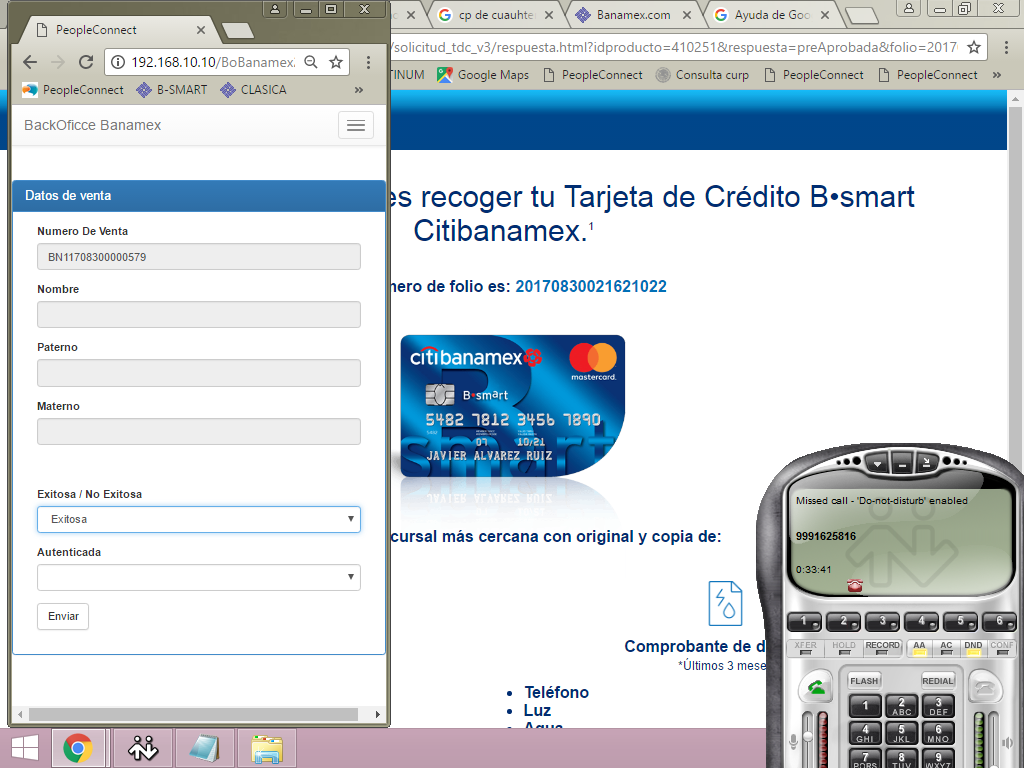 PeopleConnect
192.168.10.10/BoBanamex
PeopleConnect
B-SMART
CLASICA
»
BackOficce Banamex
Datos de venta
Numero De Venta
BN11708300000579
Nombre
Paterno
Materno
Exitosa / No Exitosa
Exitosa
Autenticada
Enviar
cp de cuauhter
Banamex.com
Ayuda de Goo
/solicitud_tdc_v3/respuesta.html?idproducto=410251&respuesta=preAprobada&folio=2017
TINUM
Google Maps
PeopleConnect
Consulta curp
PeopleConnect
PeopleConnect
»
es recoger tu Tarjeta de Crédito B•smart
Citibanamex.¹
nero de folio es: 20170830021621022
citibanamex
mastercard.
B•smart
5482 7812 3456 7890
07 10/21
JAVIER ALVAREZ RUIZ
cursal más cercana con original y copia de:
Comprobante de d
*Últimos 3 mese
• Teléfono
• Luz
• Agua
Missed call - 'Do-not-disturb' enabled
9991625816
0:33:41
1 2 3 4 5 6
XFER HOLD RECORD AA AC DND CONF
FLASH REDIAL
1 2 ABC 3 DEF
4 GHI 5 JKL 6 MNO
7 PQRS 8 TUV 9 WXYZ